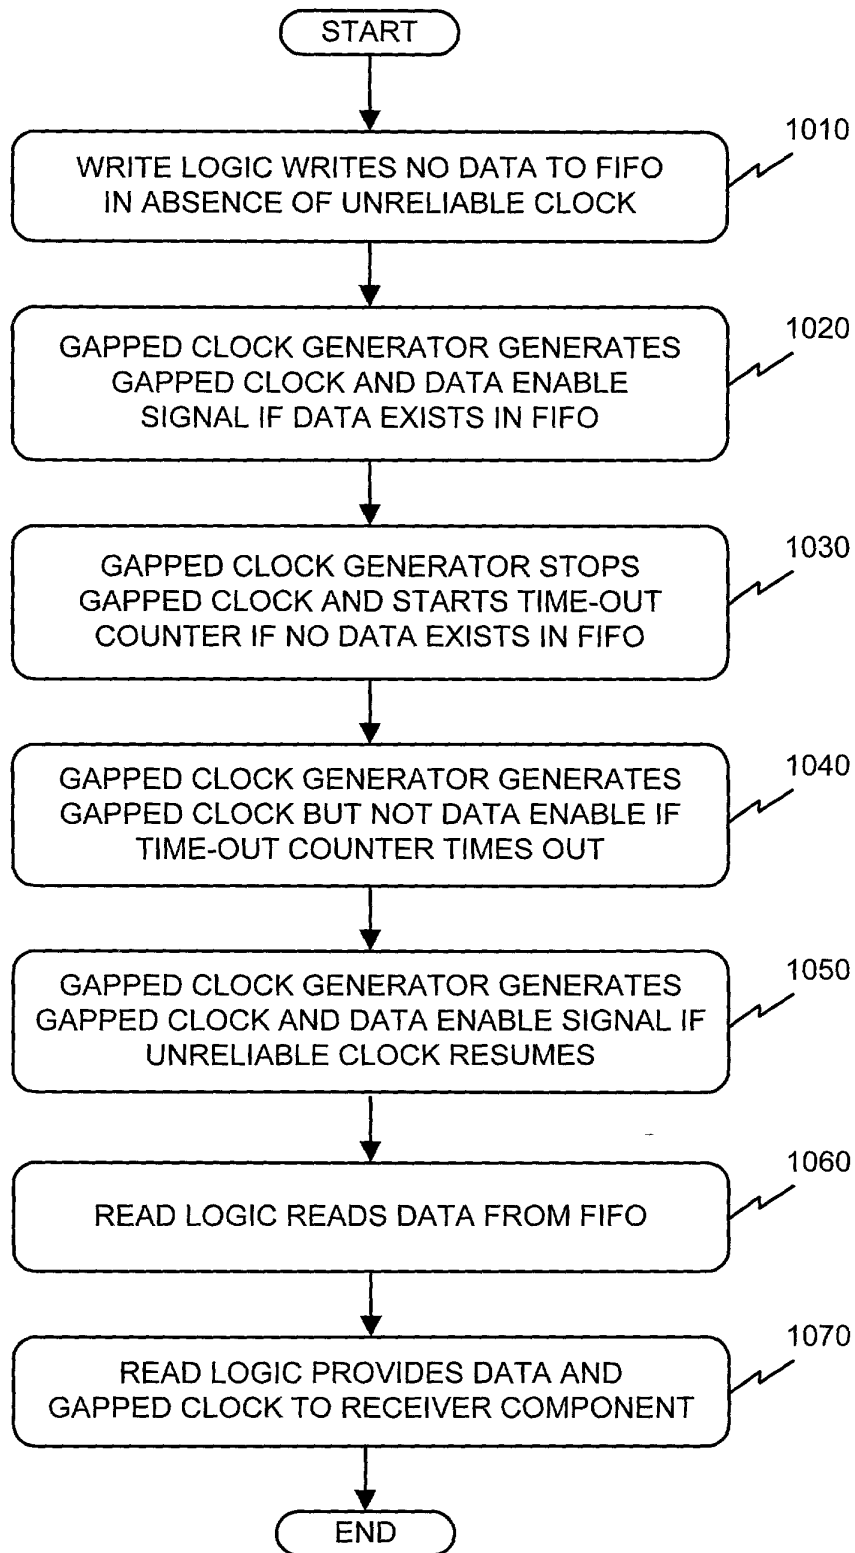 START
1010
WRITE LOGIC WRITES NO DATA TO FIFO
IN ABSENCE OF UNRELIABLE CLOCK
1020
GAPPED CLOCK GENERATOR GENERATES
GAPPED CLOCK AND DATA ENABLE
SIGNAL IF DATA EXISTS IN FIFO
1030
GAPPED CLOCK GENERATOR STOPS
GAPPED CLOCK AND STARTS TIME-OUT
COUNTER IF NO DATA EXISTS IN FIFO
1040
GAPPED CLOCK GENERATOR GENERATES
GAPPED CLOCK BUT NOT DATA ENABLE IF
TIME-OUT COUNTER TIMES OUT
1050
GAPPED CLOCK GENERATOR GENERATES
GAPPED CLOCK AND DATA ENABLE SIGNAL IF
UNRELIABLE CLOCK RESUMES
1060
READ LOGIC READS DATA FROM FIFO
1070
READ LOGIC PROVIDES DATA AND
GAPPED CLOCK TO RECEIVER COMPONENT
END